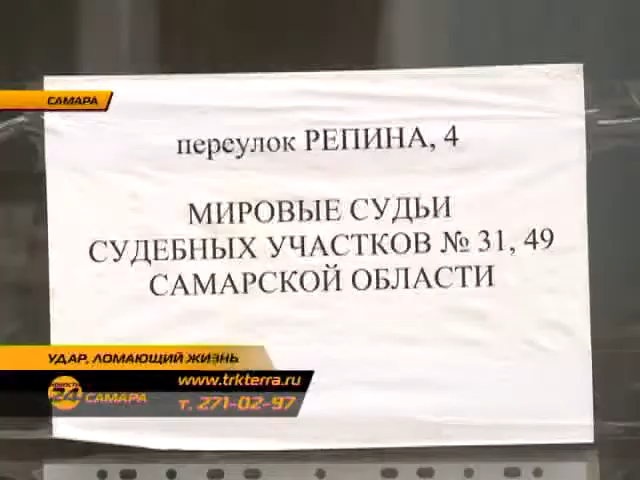 САМАРА
переулок РЕПИНА, 4
МИРОВЫЕ СУДЬИ
СУДЕБНЫХ УЧАСТКОВ № 31, 49
САМАРСКОЙ ОБЛАСТИ
УДАР, ЛОМАЮЩИЙ ЖИЗНЬ
НОВОСТИ
24 САМАРА
www.trkterra.ru
т. 271-02-97